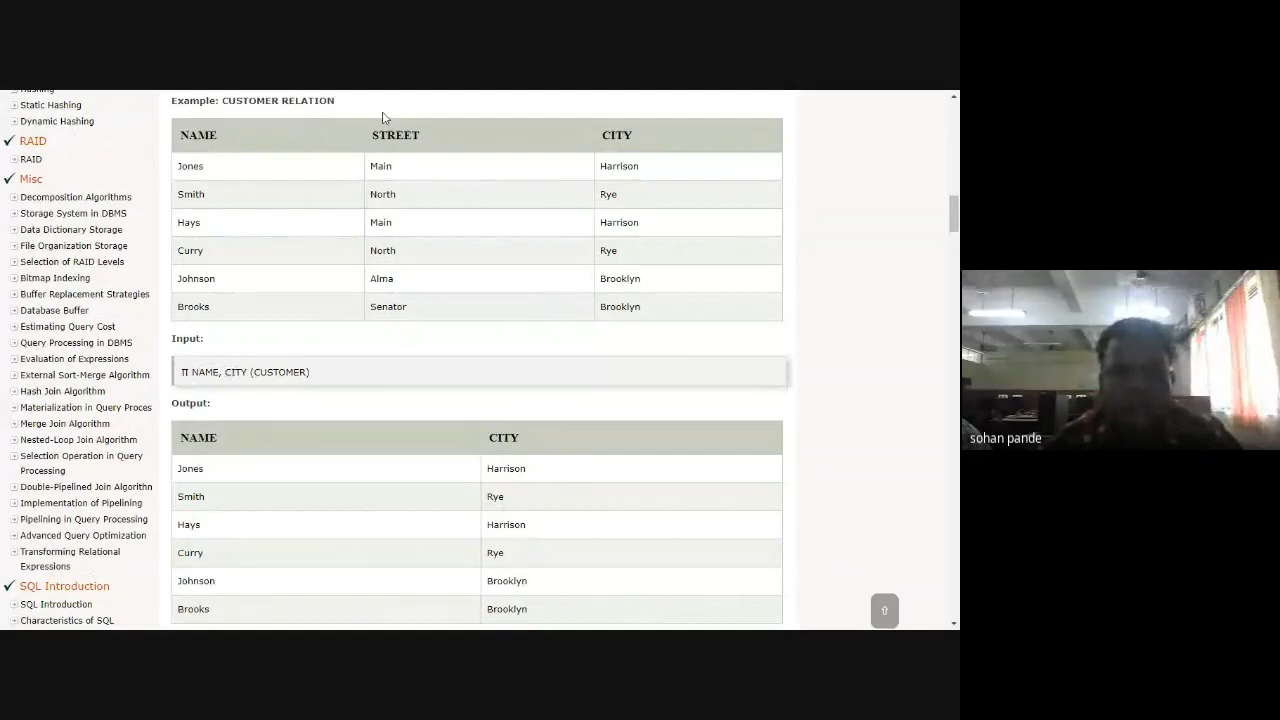 Hashing
Static Hashing
Dynamic Hashing
RAID
RAID
Misc
Decomposition Algorithms
Storage System in DBMS
Data Dictionary Storage
File Organization Storage
Selection of RAID Levels
Bitmap Indexing
Buffer Replacement Strategies
Database Buffer
Estimating Query Cost
Query Processing in DBMS
Evaluation of Expressions
External Sort-Merge Algorithm
Hash Join Algorithm
Materialization in Query Proces
Merge Join Algorithm
Nested-Loop Join Algorithm
Selection Operation in Query
Processing
Double-Pipelined Join Algorithn
Implementation of Pipelining
Pipelining in Query Processing
Advanced Query Optimization
Transforming Relational
Expressions
SQL Introduction
SQL Introduction
Characteristics of SQL
Example: CUSTOMER RELATION
NAME STREET CITY
Jones Main Harrison
Smith North Rye
Hays Main Harrison
Curry North Rye
Johnson Alma Brooklyn
Brooks Senator Brooklyn
Input:
Π NAME, CITY (CUSTOMER)
Output:
NAME CITY
Jones Harrison
Smith Rye
Hays Harrison
Curry Rye
Johnson Brooklyn
Brooks Brooklyn
sohan pande